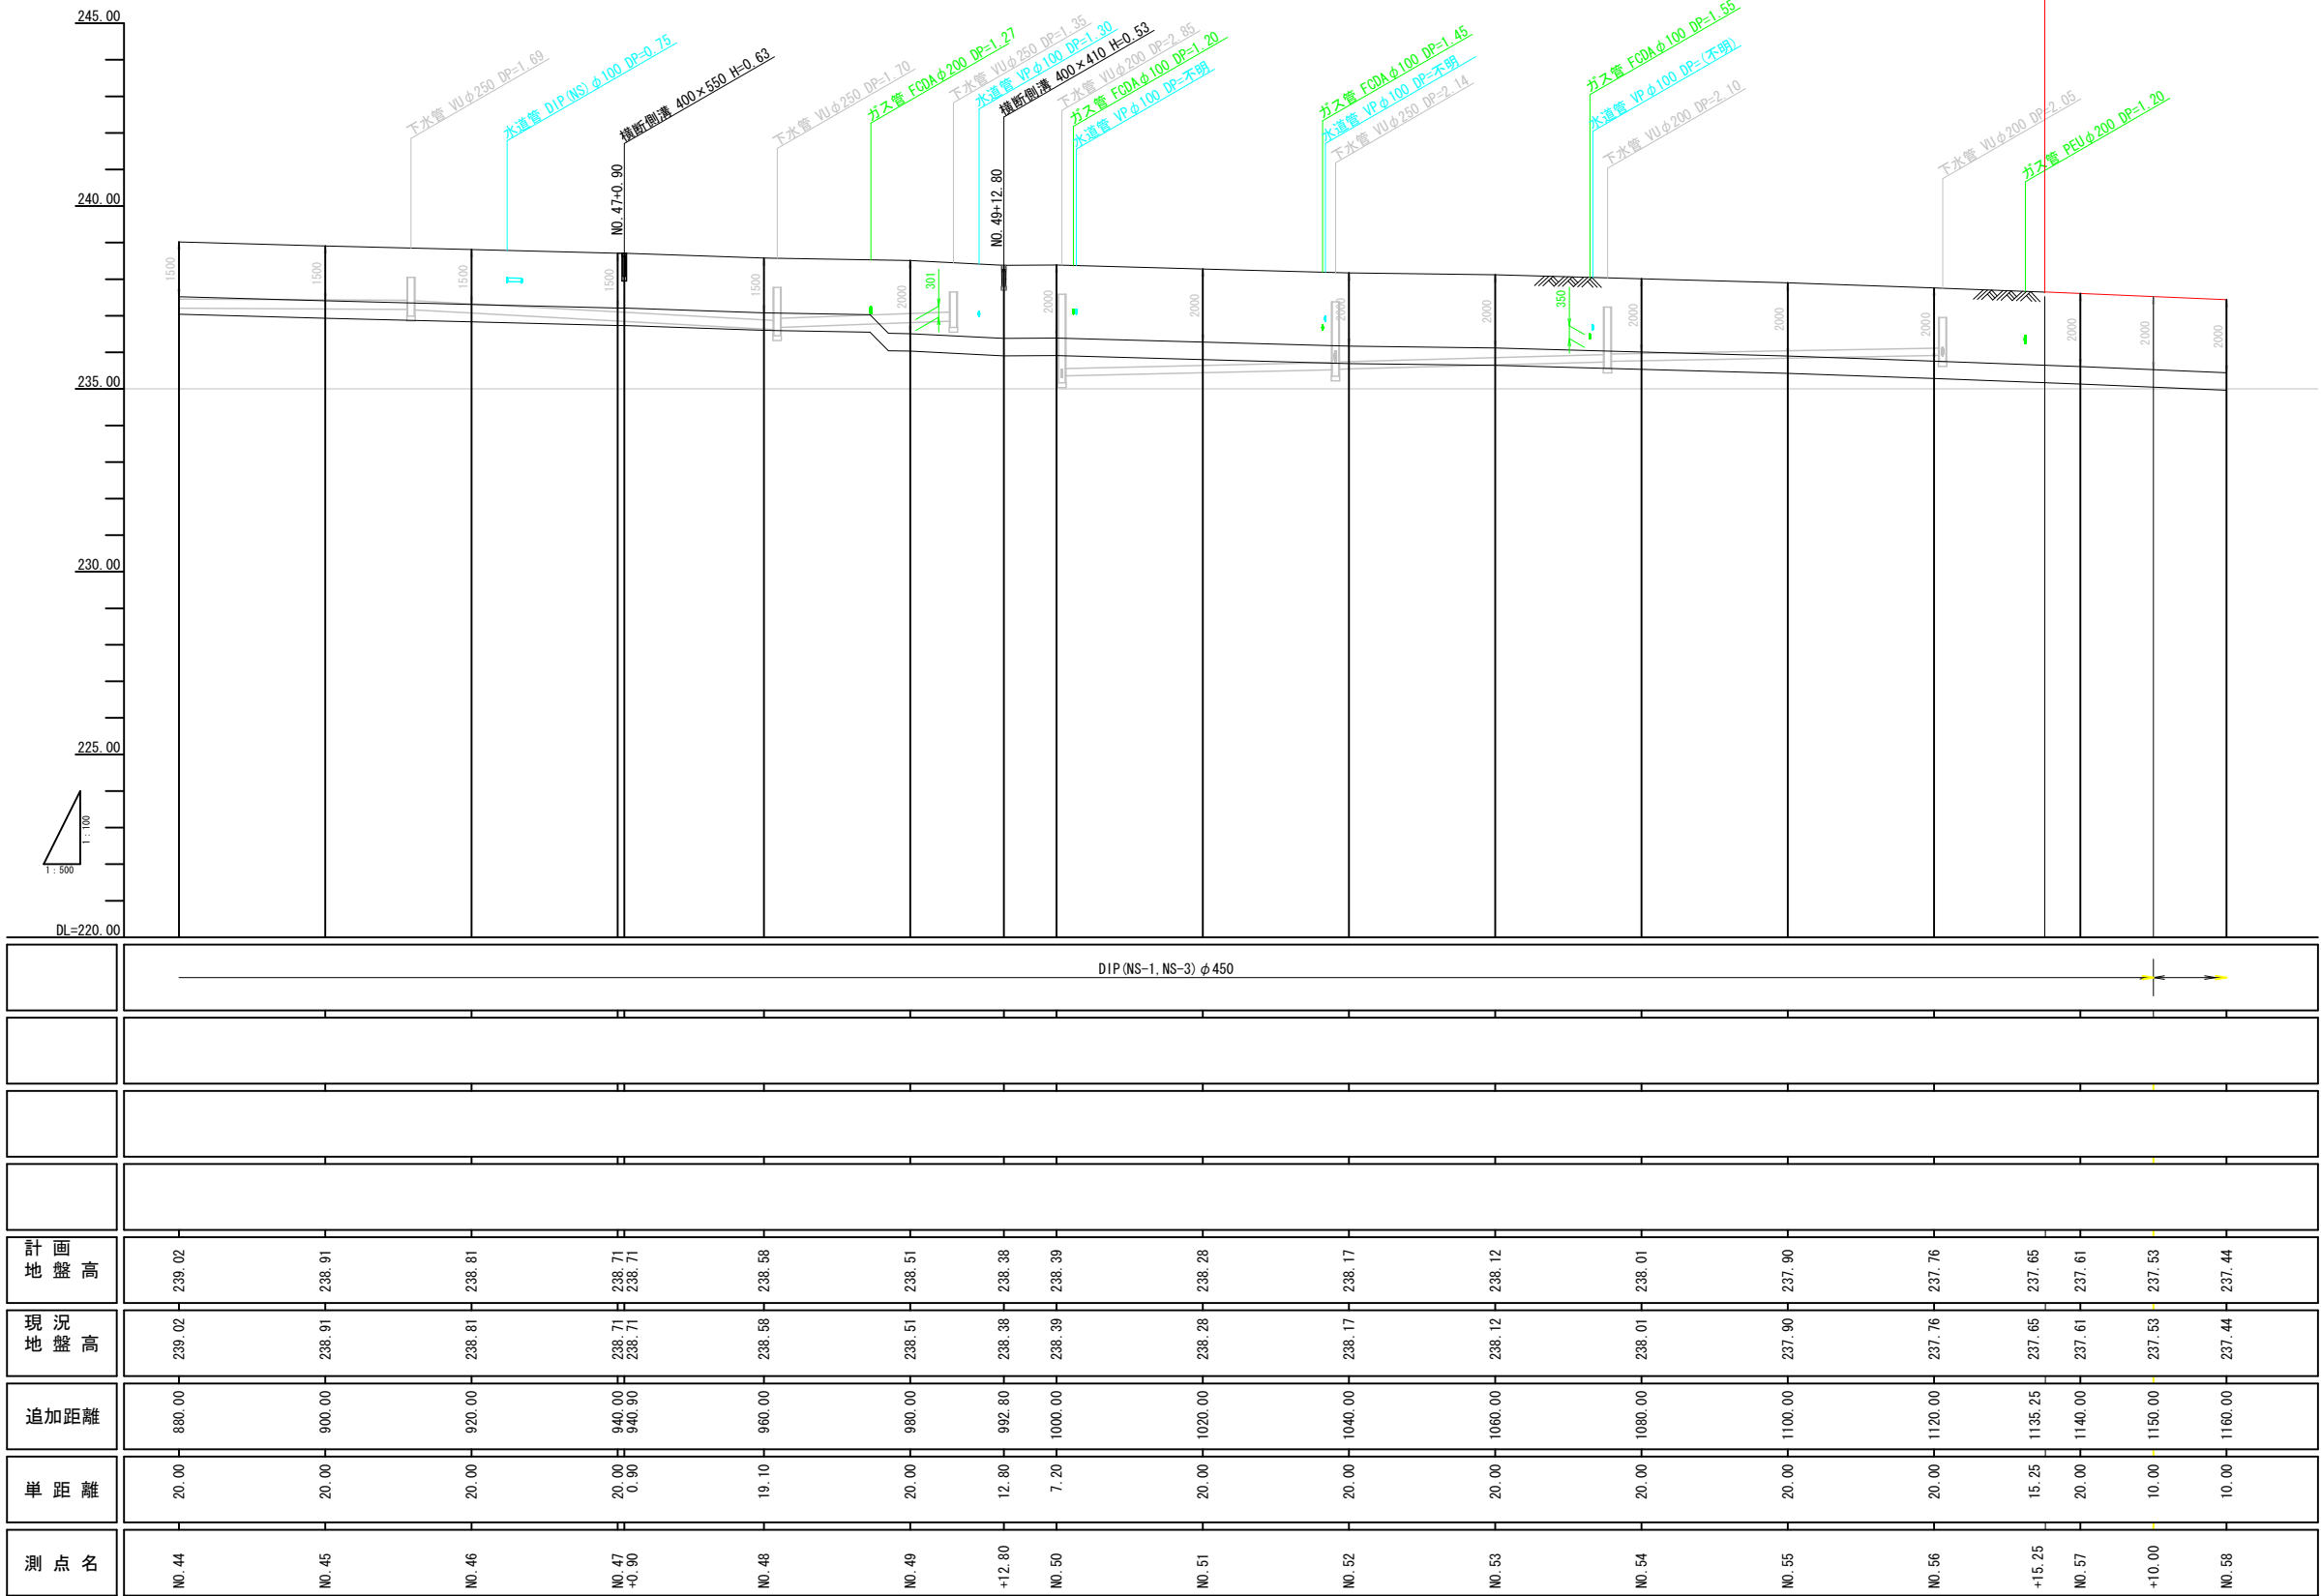 245.00
240.00
235.00
230.00
225.00
DL=220.00
1:100
1:500
下水管 VUφ250 DP=1.69
水道管 DIP(NS)φ100 DP=0.75
横断側溝 400×550 H=0.63
NO.47+0.90
下水管 VUφ250 DP=1.70
ガス管 FCDAφ200 DP=1.27
下水管 VUφ250 DP=1.35
水道管 VPφ100 DP=1.30
横断側溝 400×410 H=0.53
NO.49+12.80
下水管 VUφ200 DP=2.85
ガス管 FCDAφ100 DP=1.20
水道管 VPφ100 DP=不明
ガス管 FCDAφ100 DP=1.45
水道管 VPφ100 DP=不明
下水管 VUφ250 DP=2.14
ガス管 FCDAφ100 DP=1.55
水道管 VPφ100 DP=(不明)
下水管 VUφ200 DP=2.10
下水管 VUφ200 DP=2.05
ガス管 PEUφ200 DP=1.20
1500 1500 1500 1500 1500 2000 301 2000 2000 2000 2000 350 2000 2000 2000 2000 2000 2000
DIP(NS-1,NS-3)φ450
計画地盤高 239.02 238.91 238.81 238.71 238.71 238.58 238.51 238.38 238.39 238.28 238.17 238.12 238.01 237.90 237.76 237.65 237.61 237.53 237.44
現況地盤高 239.02 238.91 238.81 238.71 238.71 238.58 238.51 238.38 238.39 238.28 238.17 238.12 238.01 237.90 237.76 237.65 237.61 237.53 237.44
追加距離 880.00 900.00 920.00 940.00 940.90 960.00 980.00 992.80 1000.00 1020.00 1040.00 1060.00 1080.00 1100.00 1120.00 1135.25 1140.00 1150.00 1160.00
単距離 20.00 20.00 20.00 20.00 0.90 19.10 20.00 12.80 7.20 20.00 20.00 20.00 20.00 20.00 20.00 15.25 20.00 10.00 10.00
測点名 NO.44 NO.45 NO.46 NO.47 +0.90 NO.48 NO.49 +12.80 NO.50 NO.51 NO.52 NO.53 NO.54 NO.55 NO.56 +15.25 NO.57 +10.00 NO.58